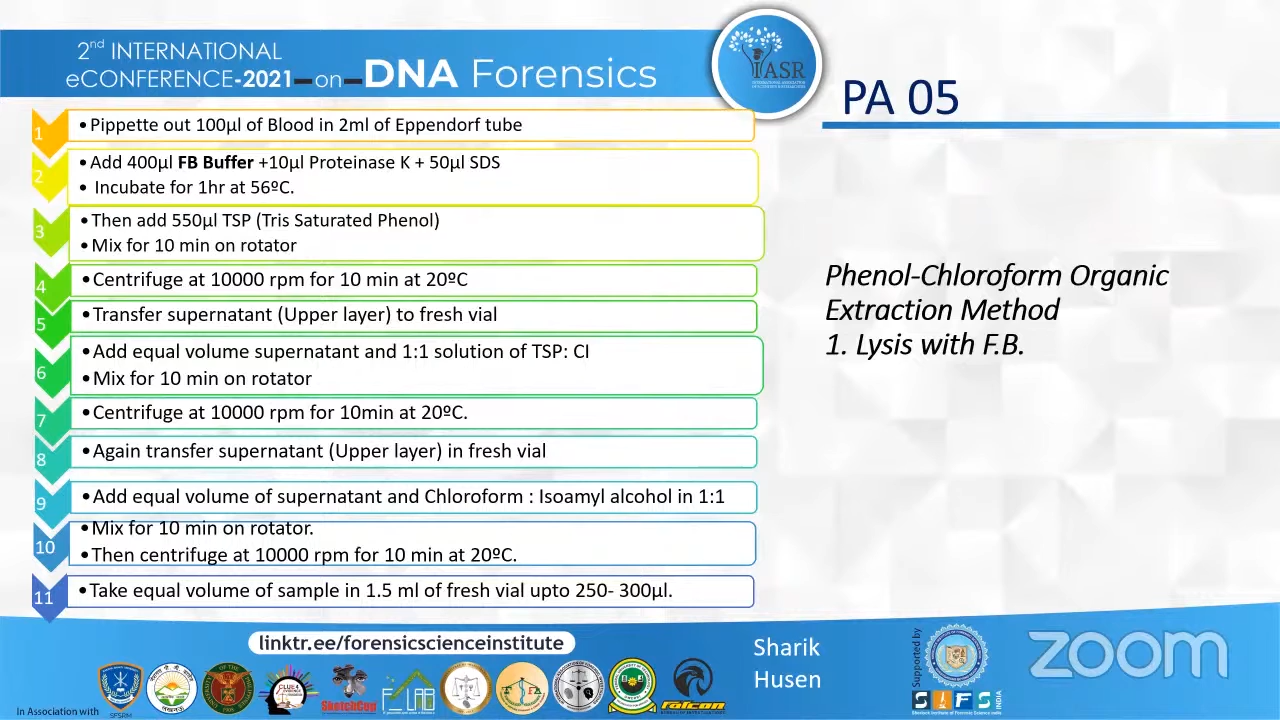 2nd INTERNATIONAL
eCONFERENCE-2021-on-DNA Forensics
IASR
PA 05
1
•Pippette out 100µl of Blood in 2ml of Eppendorf tube
2
•Add 400µl FB Buffer +10µl Proteinase K + 50µl SDS
• Incubate for 1hr at 56ºC.
3
•Then add 550µl TSP (Tris Saturated Phenol)
•Mix for 10 min on rotator
4
•Centrifuge at 10000 rpm for 10 min at 20ºC
5
•Transfer supernatant (Upper layer) to fresh vial
6
•Add equal volume supernatant and 1:1 solution of TSP: CI
•Mix for 10 min on rotator
7
•Centrifuge at 10000 rpm for 10min at 20ºC.
8
•Again transfer supernatant (Upper layer) in fresh vial
9
•Add equal volume of supernatant and Chloroform : Isoamyl alcohol in 1:1
10
•Mix for 10 min on rotator.
•Then centrifuge at 10000 rpm for 10 min at 20ºC.
11
•Take equal volume of sample in 1.5 ml of fresh vial upto 250- 300µl.
Phenol-Chloroform Organic
Extraction Method
1. Lysis with F.B.
linktr.ee/forensicscienceinstitute
Sharik
Husen
In Association with
SFSRM
SketchCop
F LAB
falcon
Supported by
SIFS
INDIA
zoom